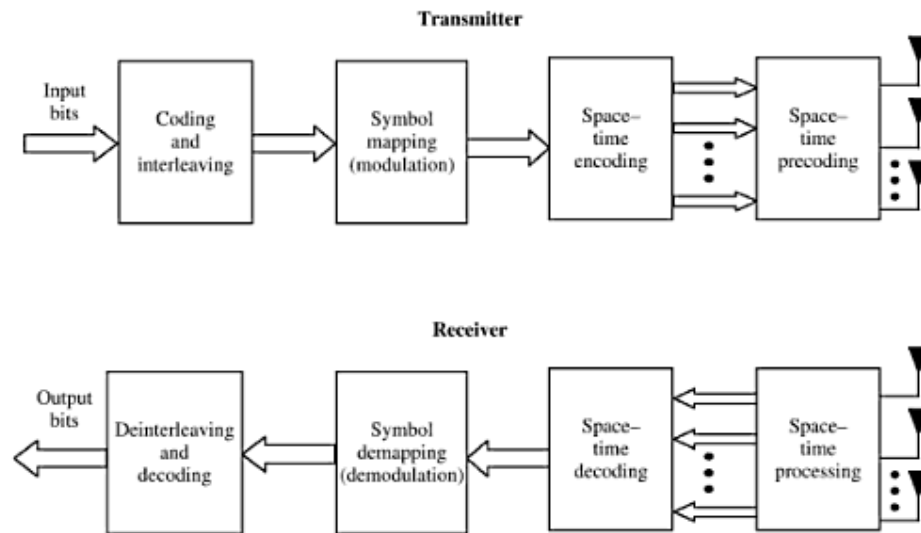 Transmitter
Input
bits
Coding
and
interleaving
Symbol
mapping
(modulation)
Space–
time
encoding
Space–
time
precoding
Receiver
Output
bits
Deinterleaving
and
decoding
Symbol
demapping
(demodulation)
Space–
time
decoding
Space–
time
processing